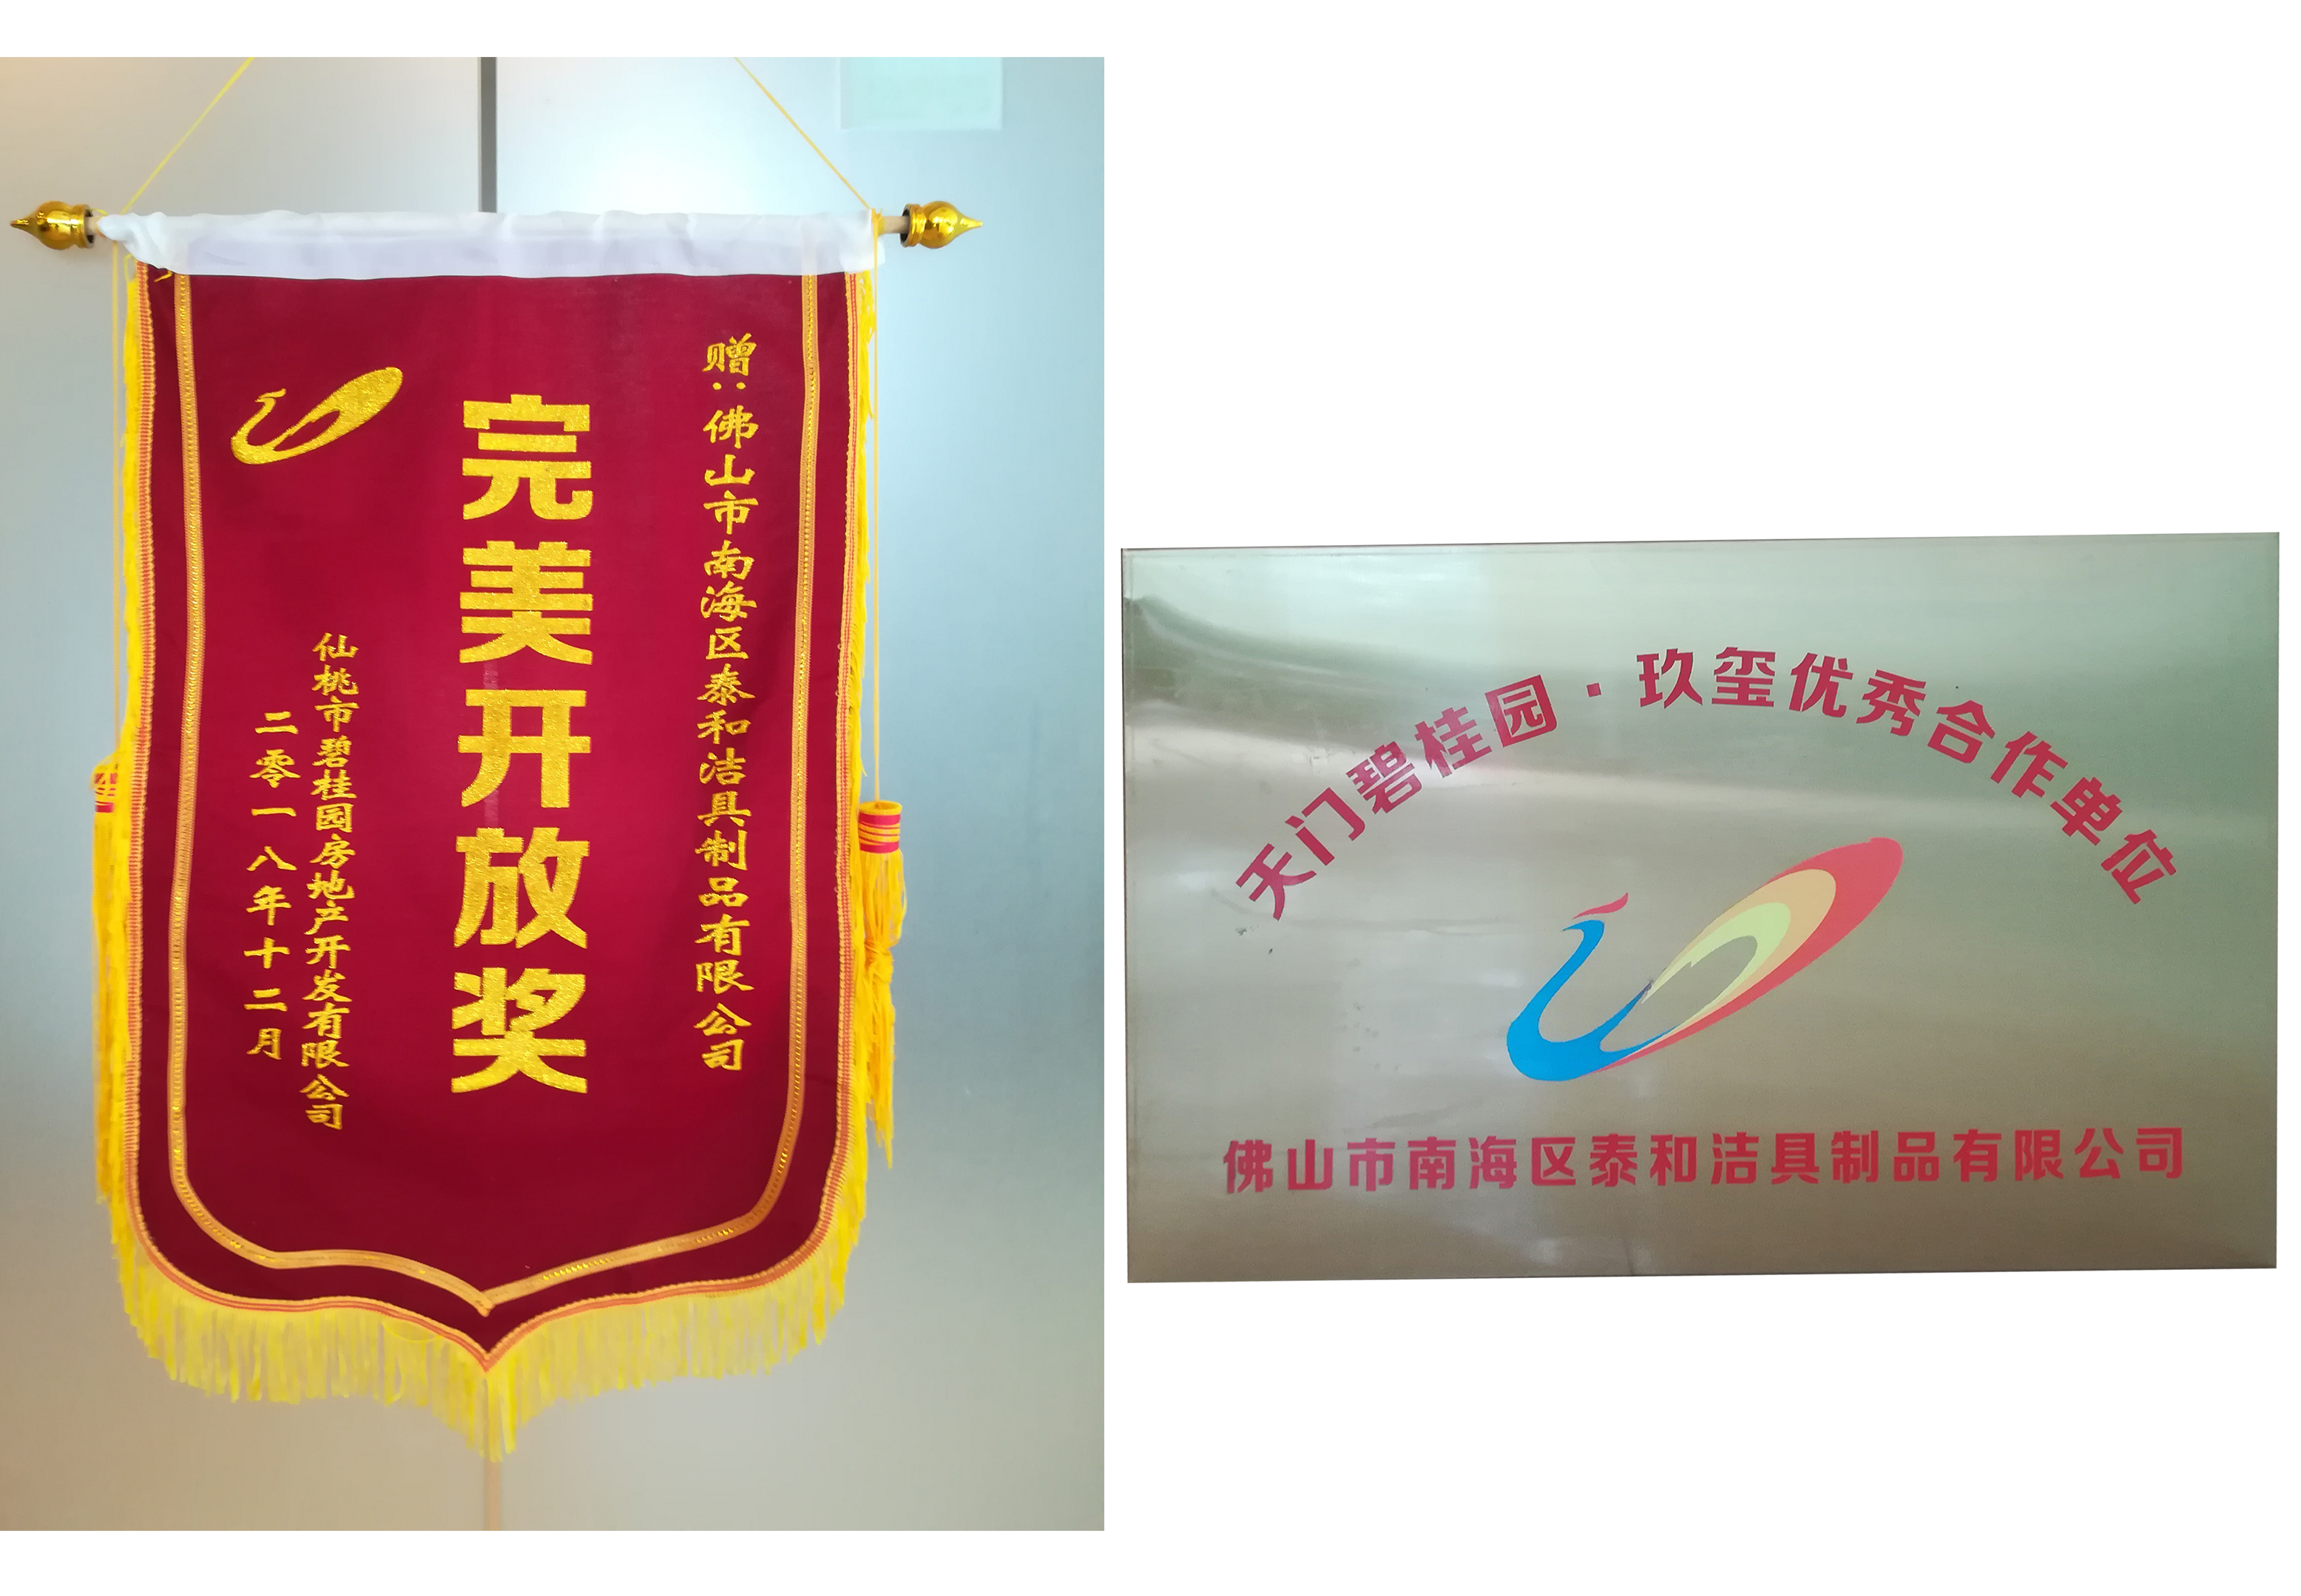 赠:佛山市南海区泰和洁具制品有限公司
完美开放奖
仙桃市碧桂园房地产开发有限公司
二零一八年十二月
天门碧桂园·玖玺优秀合作单位
佛山市南海区泰和洁具制品有限公司